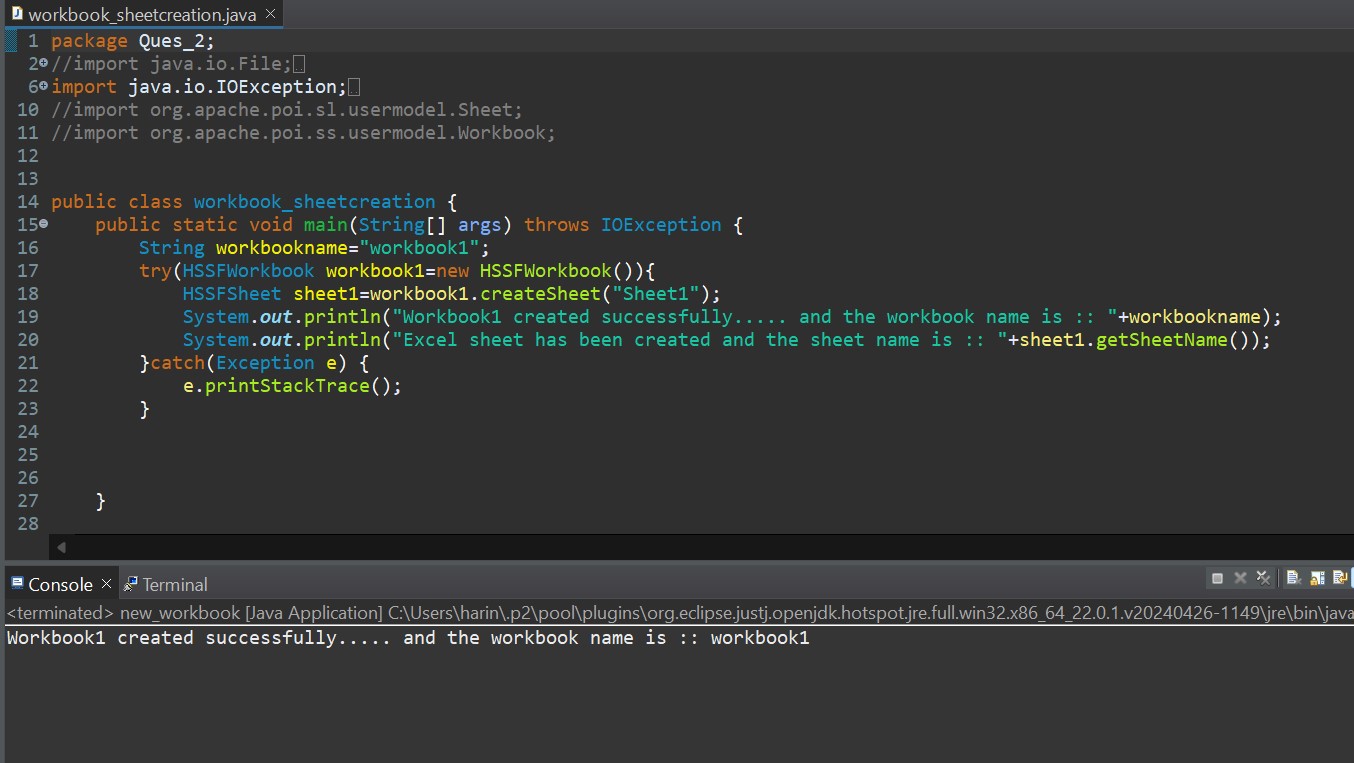 workbook_sheetcreation.java ×
1 package Ques_2;
2 //import java.io.File;
6 import java.io.IOException;
10 //import org.apache.poi.sl.usermodel.Sheet;
11 //import org.apache.poi.ss.usermodel.Workbook;
12
13
14 public class workbook_sheetcreation {
15     public static void main(String[] args) throws IOException {
16         String workbookname="workbook1";
17         try(HSSFWorkbook workbook1=new HSSFWorkbook()){
18             HSSFSheet sheet1=workbook1.createSheet("Sheet1");
19             System.out.println("Workbook1 created successfully..... and the workbook name is :: "+workbookname);
20             System.out.println("Excel sheet has been created and the sheet name is :: "+sheet1.getSheetName());
21         }catch(Exception e) {
22             e.printStackTrace();
23         }
24
25
26
27     }
28
Console × Terminal
<terminated> new_workbook [Java Application] C:\Users\harin\.p2\pool\plugins\org.eclipse.justj.openjdk.hotspot.jre.full.win32.x86_64_22.0.1.v20240426-1149\jre\bin\java
Workbook1 created successfully..... and the workbook name is :: workbook1